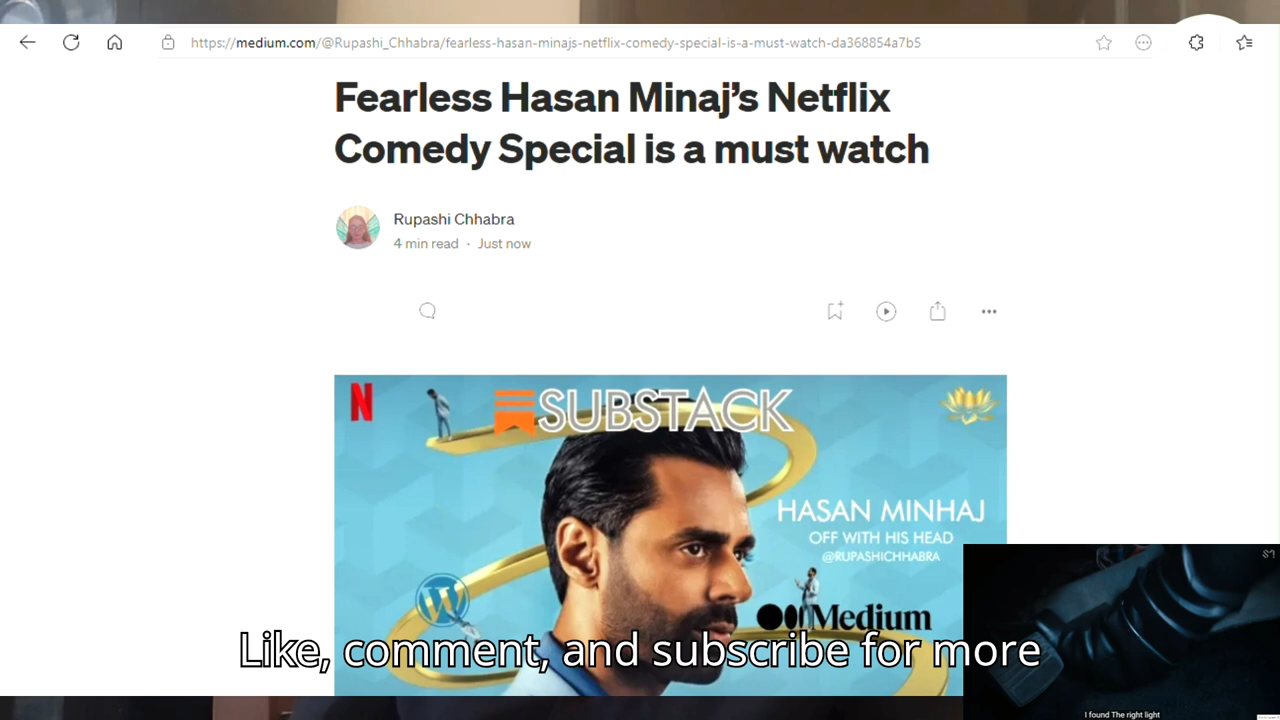 https://medium.com/@Rupashi_Chhabra/fearless-hasan-minajs-netflix-comedy-special-is-a-must-watch-da368854a7b5
Fearless Hasan Minaj’s Netflix
Comedy Special is a must watch
Rupashi Chhabra
4 min read · Just now
N
SUBSTACK
HASAN MINHAJ
OFF WITH HIS HEAD
@RUPASHICHHABRA
W
Medium
Like, comment, and subscribe for more
I found The right light